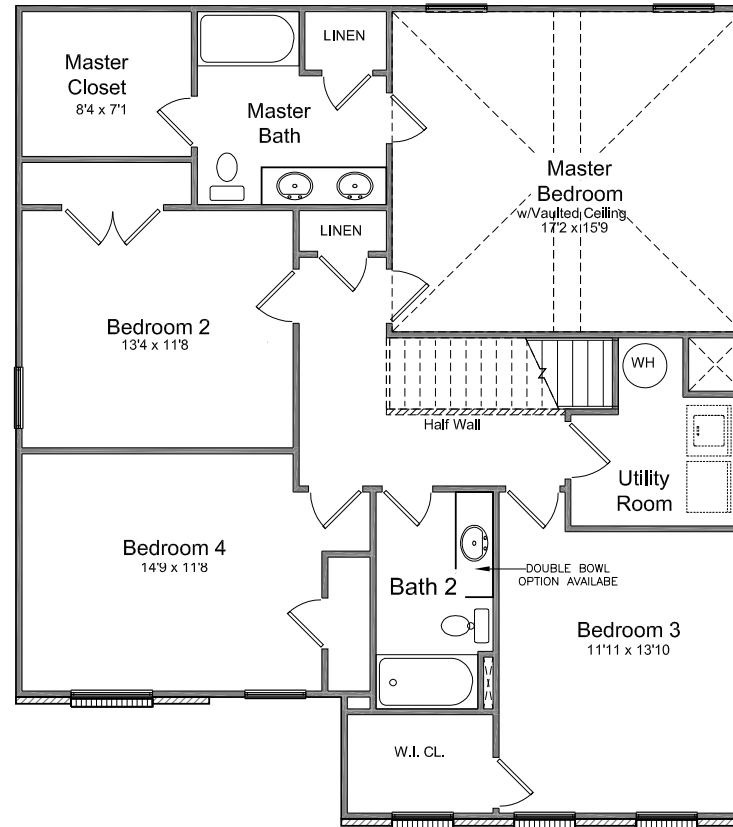 LINEN
Master
Closet
8'4 x 7'1
Master
Bath
Master
Bedroom
w/Vaulted Ceiling
17'2 x 15'9
LINEN
Bedroom 2
13'4 x 11'8
WH
Half Wall
Utility
Room
Bedroom 4
14'9 x 11'8
Bath 2
DOUBLE BOWL
OPTION AVAILABE
Bedroom 3
11'11 x 13'10
W.I. CL.